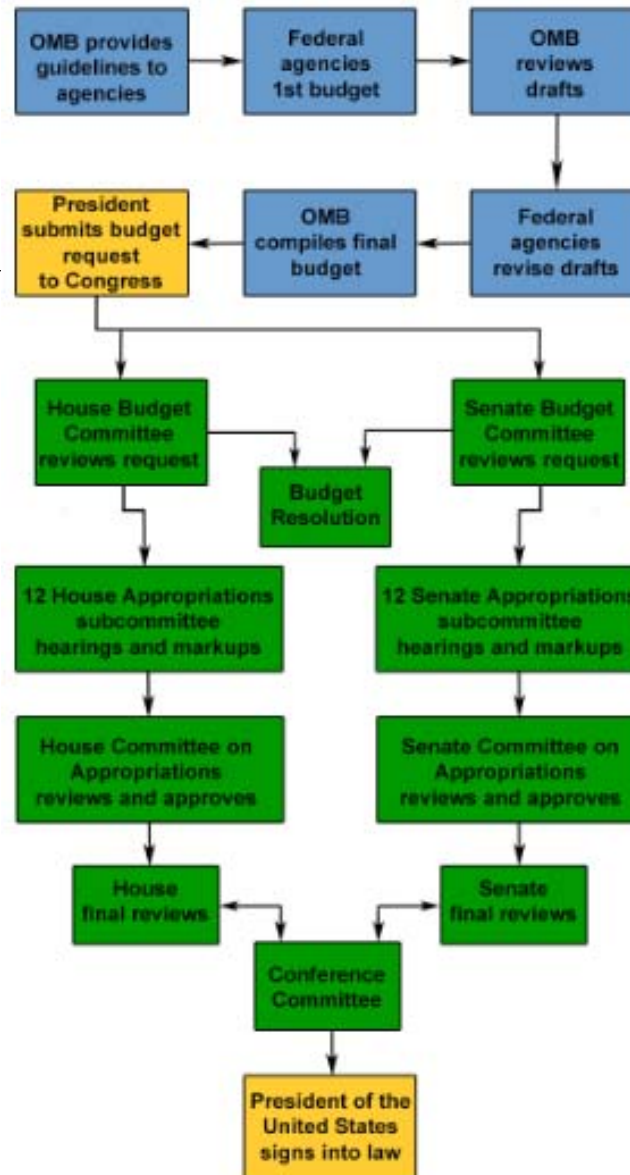 OMB provides
guidelines to
agencies
Federal
agencies
1st budget
OMB
reviews
drafts
Federal
agencies
revise drafts
OMB
compiles final
budget
President
submits budget
request
to Congress
House Budget
Committee
reviews request
Senate Budget
Committee
reviews request
Budget
Resolution
12 House Appropriations
subcommittee
hearings and markups
12 Senate Appropriations
subcommittee
hearings and markups
House Committee on
Appropriations
reviews and approves
Senate Committee on
Appropriations
reviews and approves
House
final reviews
Senate
final reviews
Conference
Committee
President of the
United States
signs into law